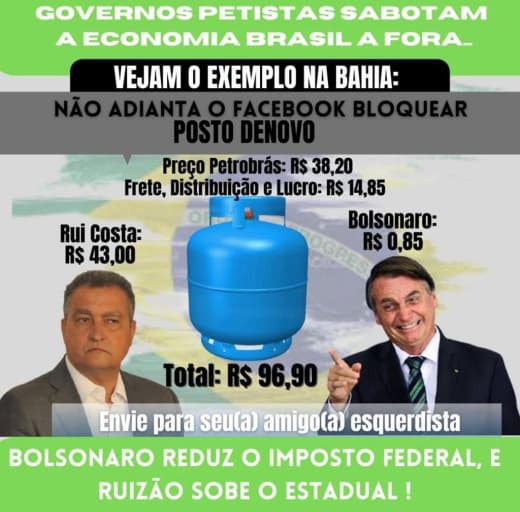 GOVERNOS PETISTAS SABOTAM
A ECONOMIA BRASIL A FORA...
VEJAM O EXEMPLO NA BAHIA:
NÃO ADIANTA O FACEBOOK BLOQUEAR
POSTO DENOVO
Preço Petrobrás: R$ 38,20
Frete, Distribuição e Lucro: R$ 14,85
Rui Costa:
R$ 43,00
Bolsonaro:
R$ 0,85
Total: R$ 96,90
Envie para seu(a) amigo(a) esquerdista
BOLSONARO REDUZ O IMPOSTO FEDERAL, E
RUIZÃO SOBE O ESTADUAL !